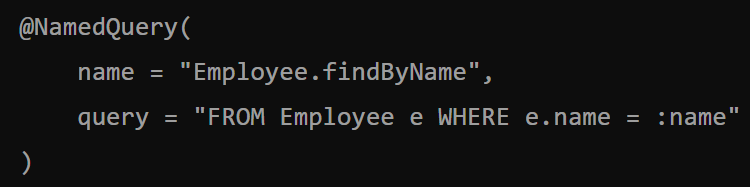 @NamedQuery(
    name = "Employee.findByName",
    query = "FROM Employee e WHERE e.name = :name"
)